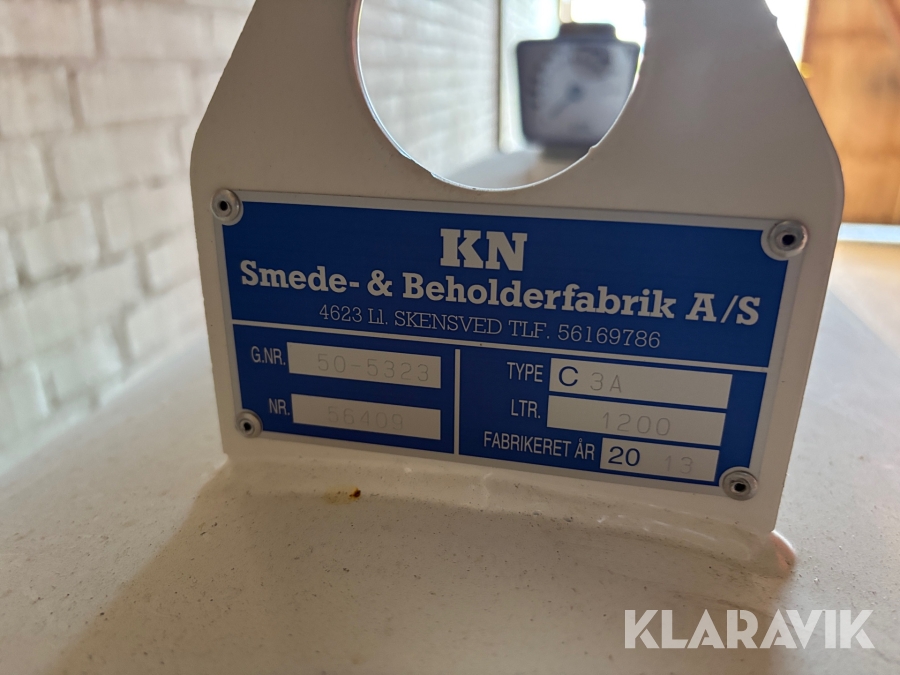 KN
Smede- & Beholderfabrik A/S
4623 Ll. SKENSVED TLF. 56169786
G.NR. 50-5323
NR. 56409
TYPE C 3A
LTR. 1200
FABRIKERET ÅR 20 13
KLARAVIK